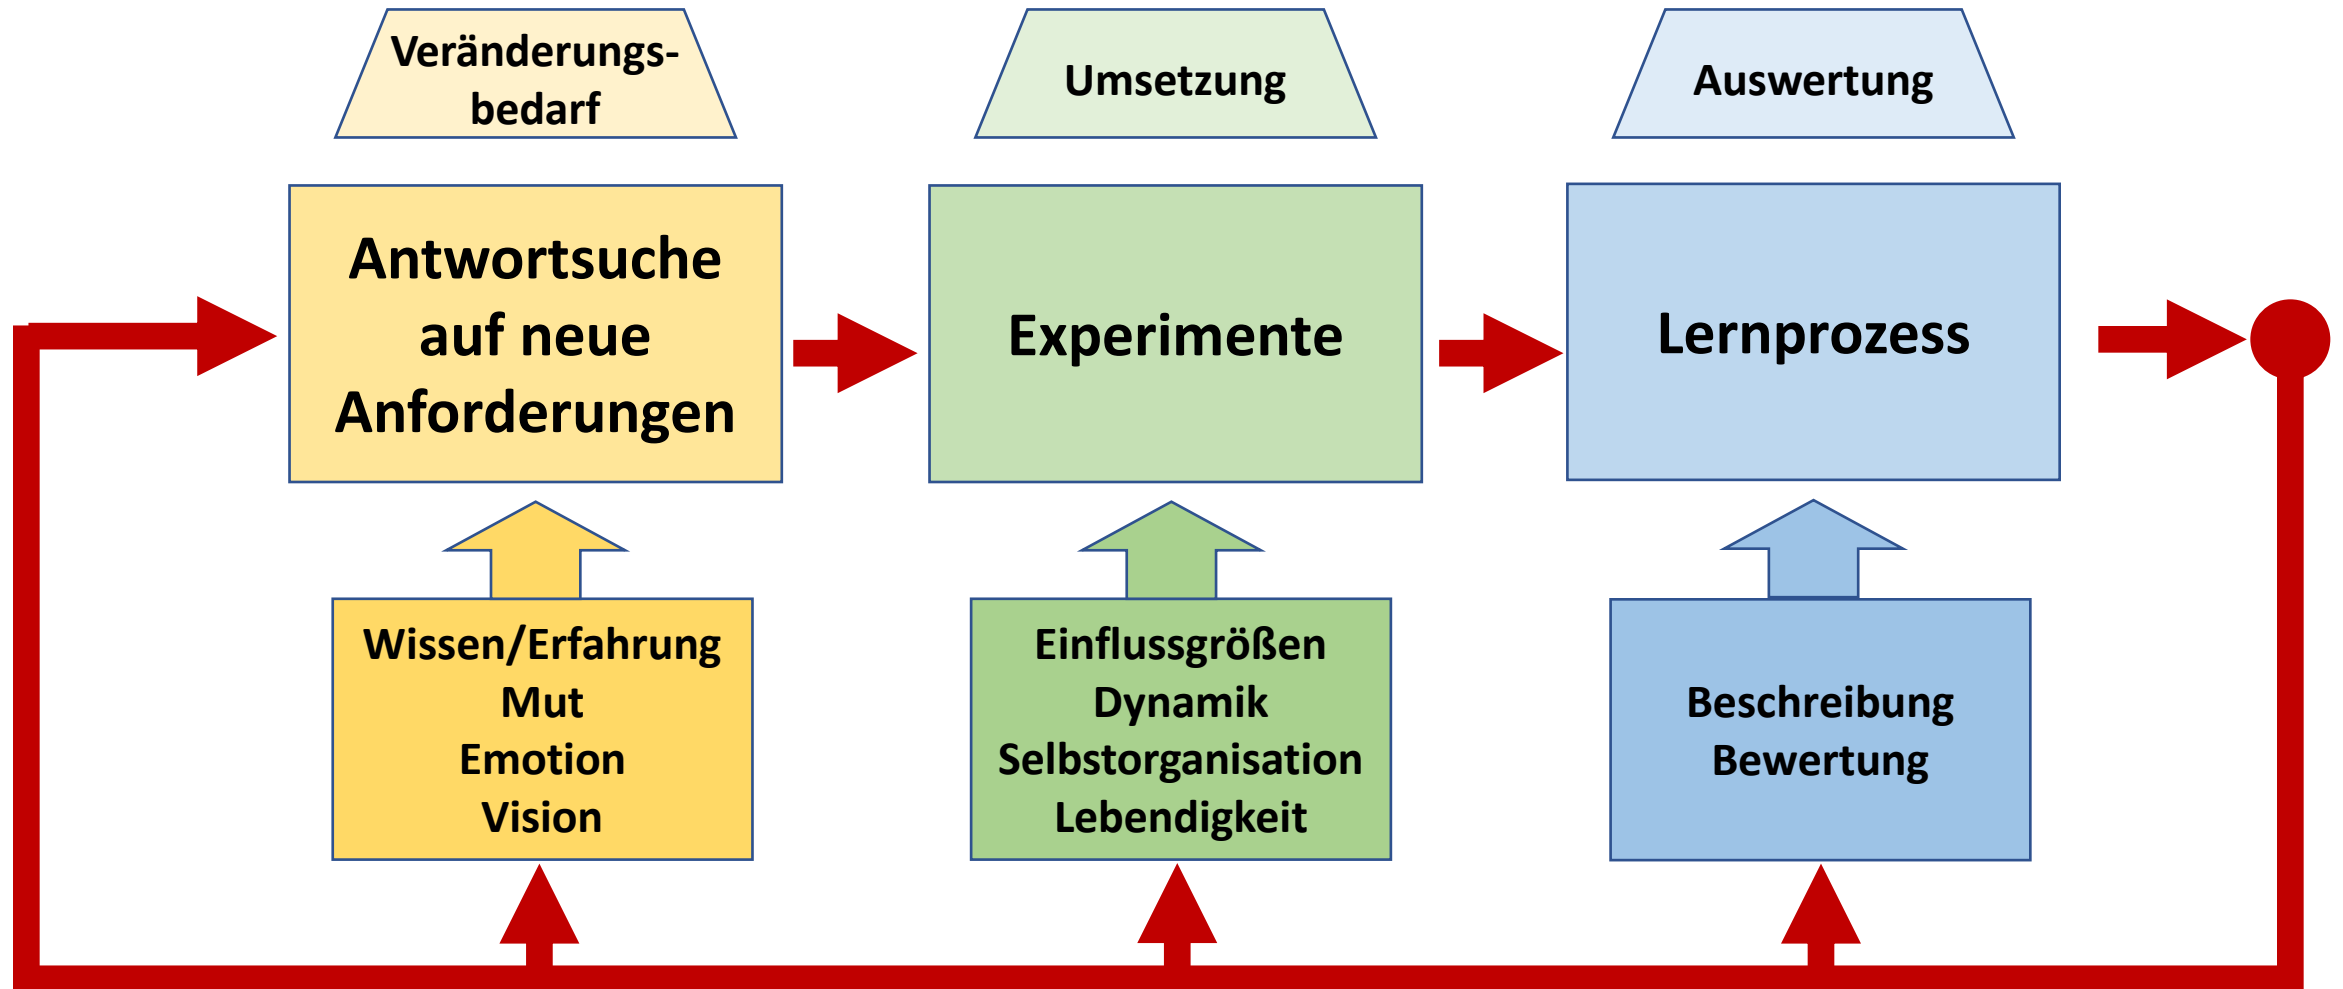 Veränderungs-
bedarf
Umsetzung
Auswertung
Antwortsuche
auf neue
Anforderungen
Experimente
Lernprozess
Wissen/Erfahrung
Mut
Emotion
Vision
Einflussgrößen
Dynamik
Selbstorganisation
Lebendigkeit
Beschreibung
Bewertung